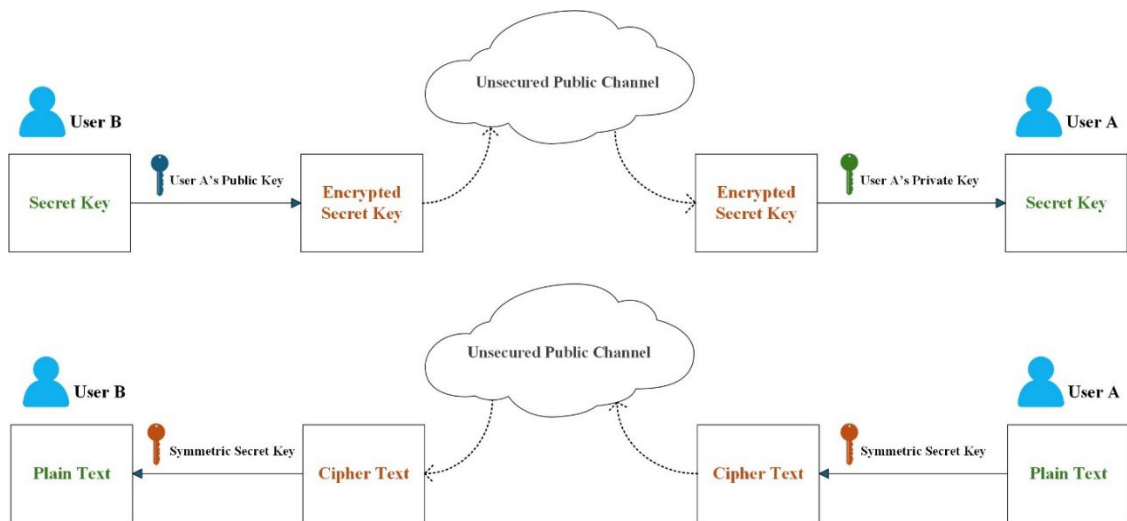 Unsecured Public Channel
User B
User A
User A's Public Key
User A's Private Key
Secret Key
Encrypted
Secret Key
Encrypted
Secret Key
Secret Key
Unsecured Public Channel
User B
User A
Symmetric Secret Key
Symmetric Secret Key
Plain Text
Cipher Text
Cipher Text
Plain Text